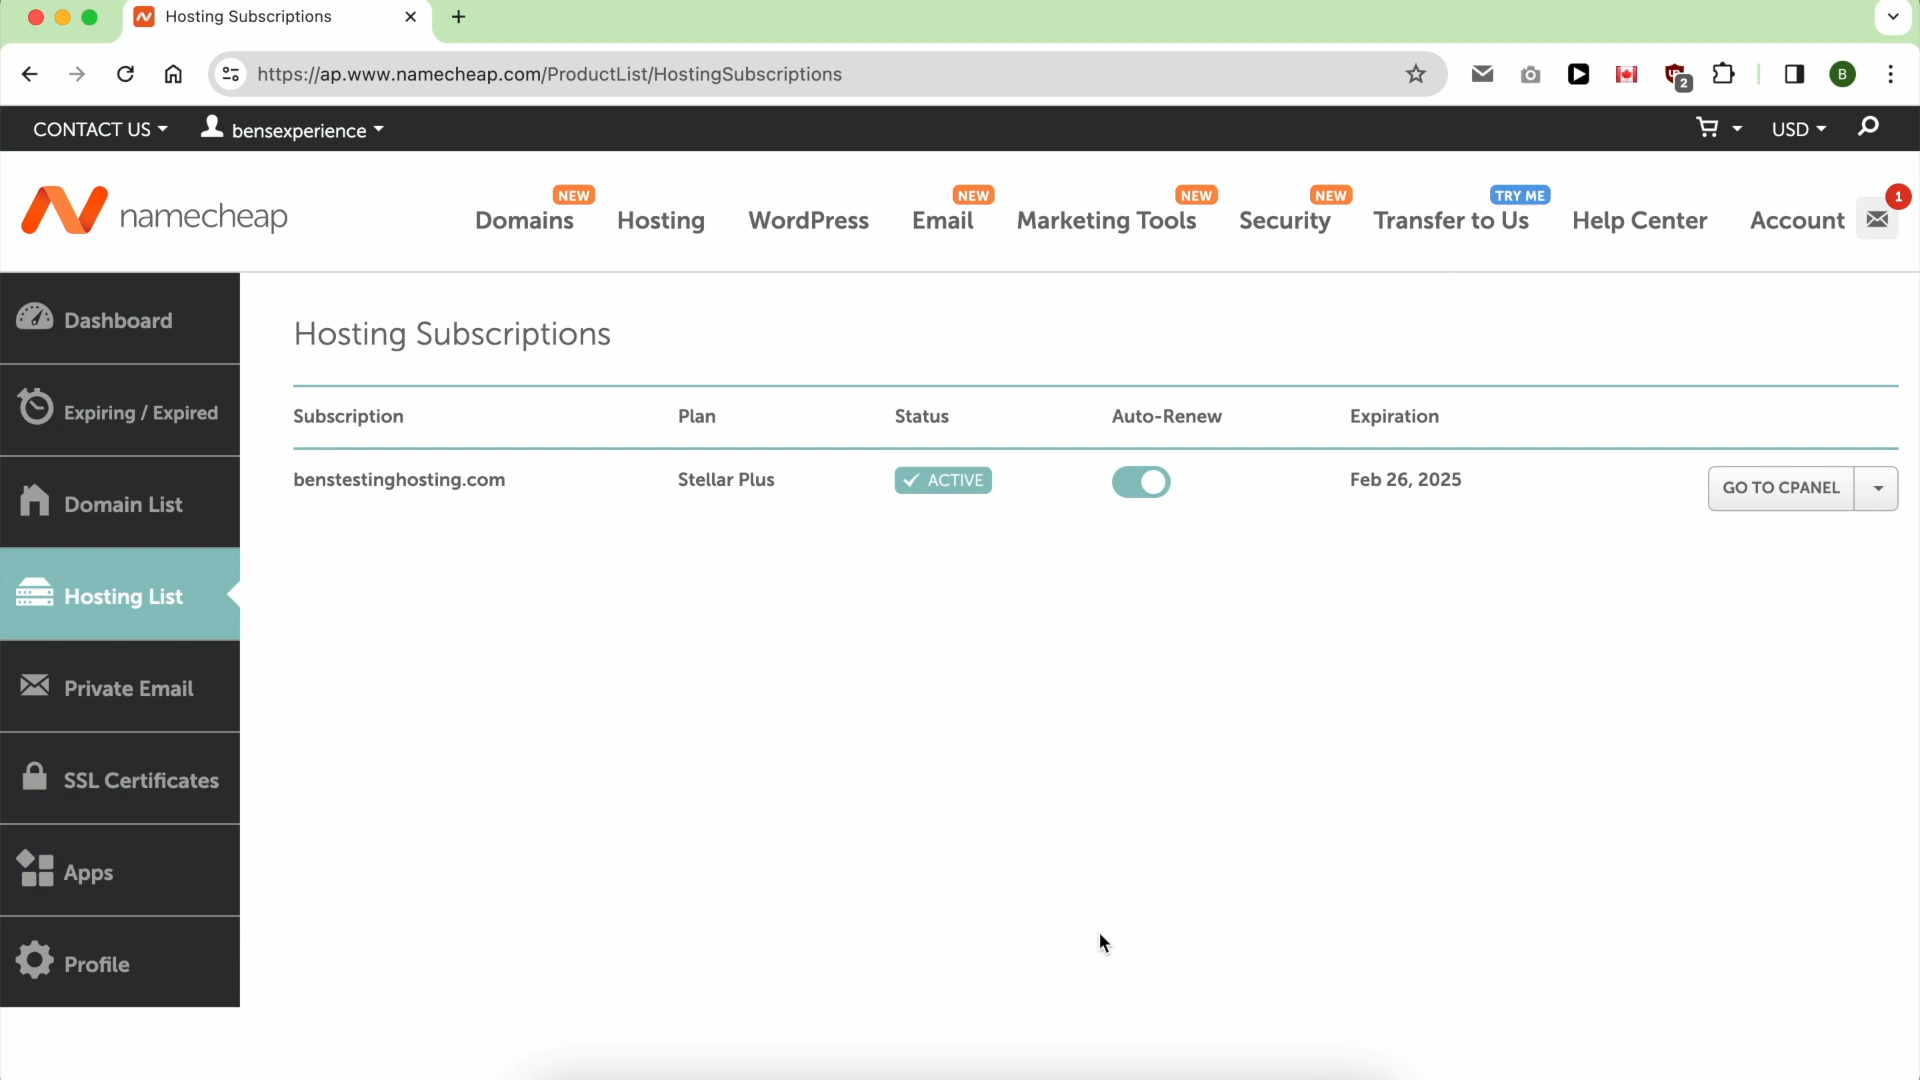 Hosting Subscriptions
https://ap.www.namecheap.com/ProductList/HostingSubscriptions
2
B
CONTACT US
bensexperience
USD
namecheap
NEW
Domains
Hosting
WordPress
NEW
Email
NEW
Marketing Tools
NEW
Security
TRY ME
Transfer to Us
Help Center
Account
1
Dashboard
Expiring / Expired
Domain List
Hosting List
Private Email
SSL Certificates
Apps
Profile
Hosting Subscriptions
Subscription Plan Status Auto-Renew Expiration
benstestinghosting.com Stellar Plus ACTIVE Feb 26, 2025 GO TO CPANEL